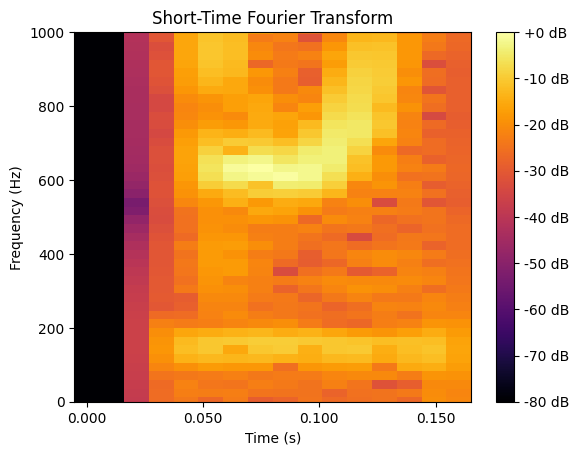 Short-Time Fourier Transform
Frequency (Hz)
1000
800
600
400
200
0
0.000 0.050 0.100 0.150
Time (s)
+0 dB
-10 dB
-20 dB
-30 dB
-40 dB
-50 dB
-60 dB
-70 dB
-80 dB